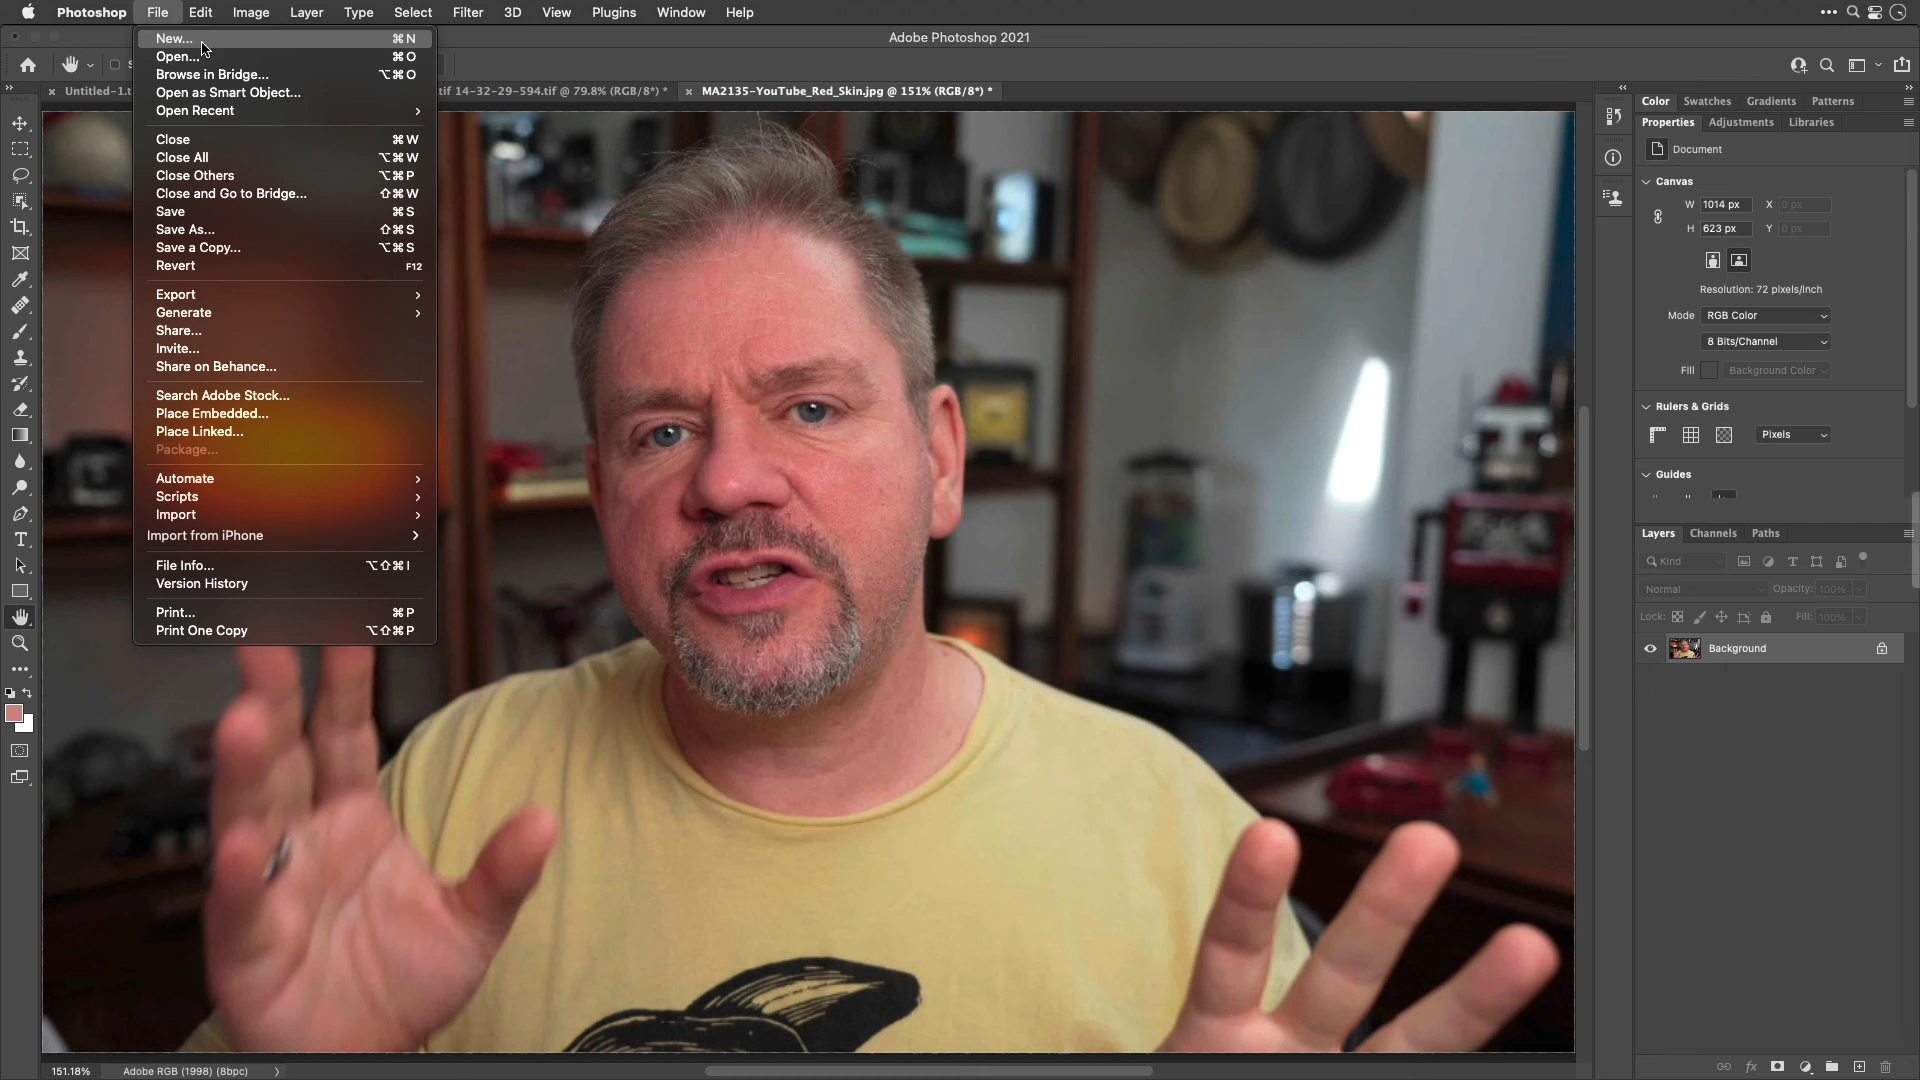 Photoshop File Edit Image Layer Type Select Filter 3D View Plugins Window Help
Adobe Photoshop 2021
Untitled-1.t
tif 14-32-29-594.tif @ 79.8% (RGB/8*) *
MA2135-YouTube_Red_Skin.jpg @ 151% (RGB/8*) *
New... ⌘N
Open... ⌘O
Browse in Bridge... ⌥⌘O
Open as Smart Object...
Open Recent
Close ⌘W
Close All ⌥⌘W
Close Others ⌥⌘P
Close and Go to Bridge... ⇧⌘W
Save ⌘S
Save As... ⇧⌘S
Save a Copy... ⌥⌘S
Revert F12
Export
Generate
Share...
Invite...
Share on Behance...
Search Adobe Stock...
Place Embedded...
Place Linked...
Package...
Automate
Scripts
Import
Import from iPhone
File Info... ⌥⇧⌘I
Version History
Print... ⌘P
Print One Copy ⌥⇧⌘P
Color Swatches Gradients Patterns
Properties Adjustments Libraries
Document
Canvas
W 1014 px X 0 px
H 623 px Y 0 px
Resolution: 72 pixels/inch
Mode RGB Color
8 Bits/Channel
Fill Background Color
Rulers & Grids
Pixels
Guides
Layers Channels Paths
Kind
Normal Opacity: 100%
Lock: Fill: 100%
Background
151.18% Adobe RGB (1998) (8bpc)